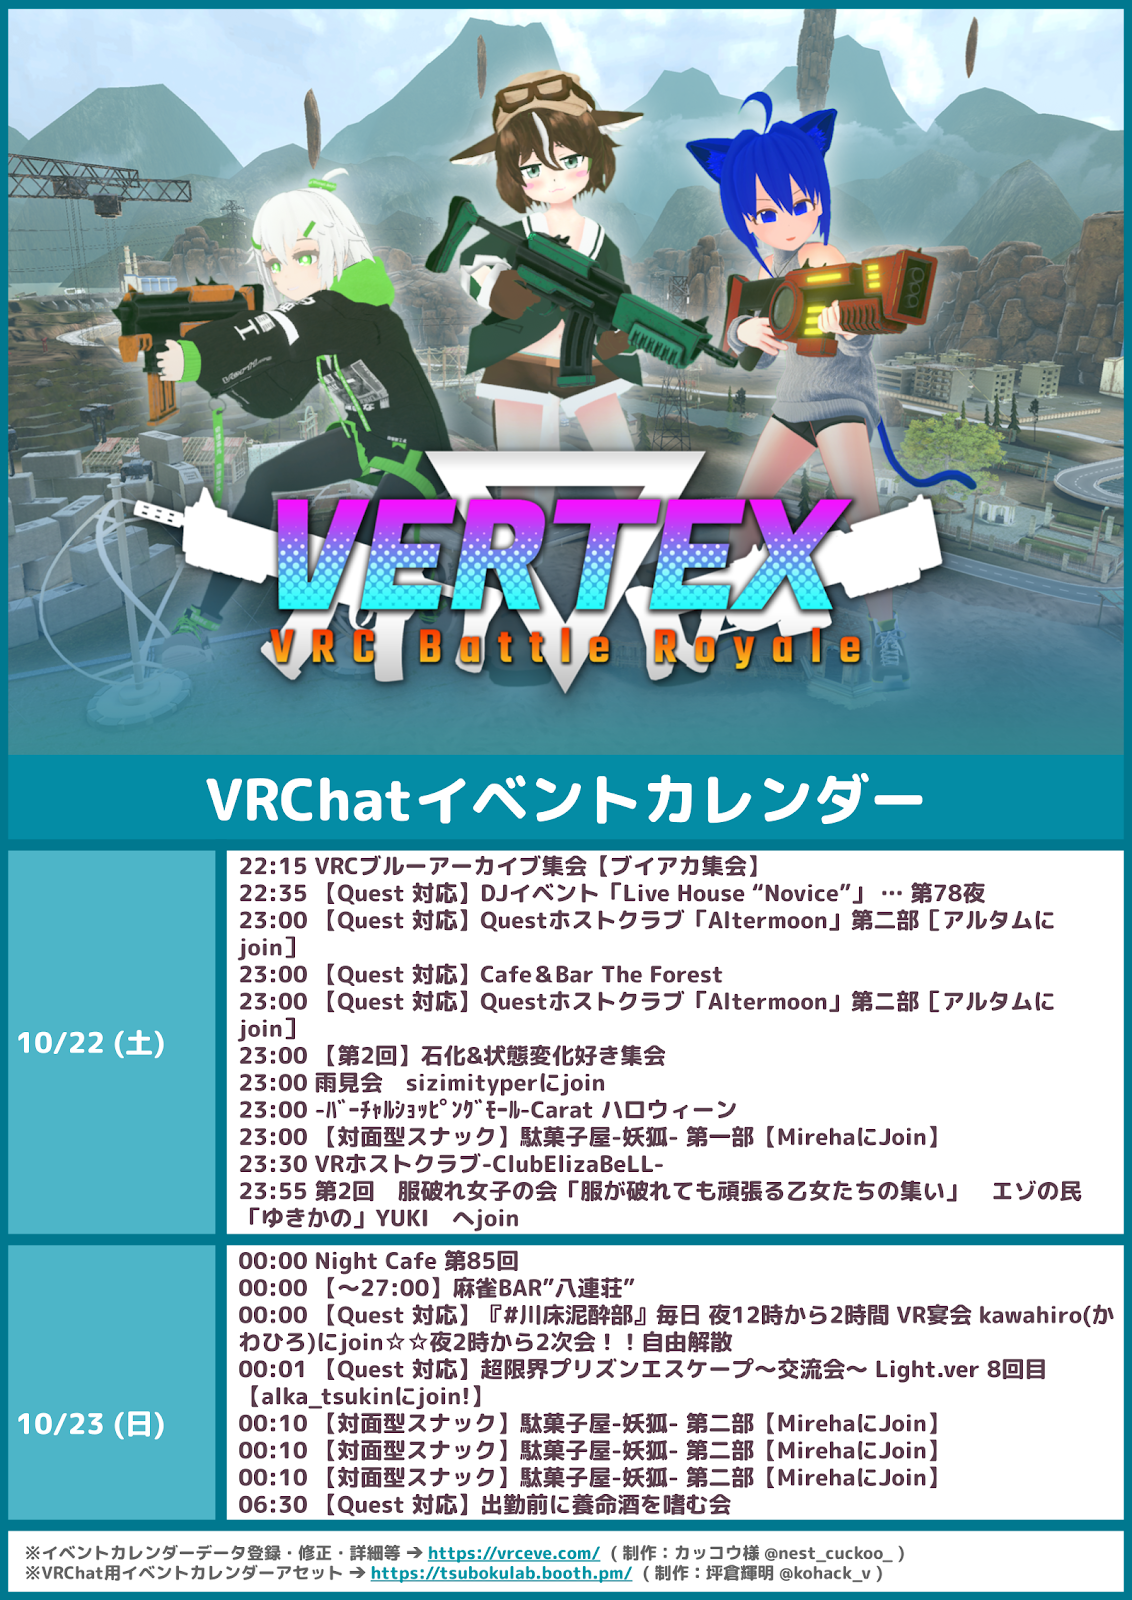 VERTEX
VRC Battle Royale
VRChatイベントカレンダー
10/22 (土)
22:15 VRCブルーアーカイブ集会【ブイアカ集会】
22:35 【Quest 対応】DJイベント「Live House “Novice”」 … 第78夜
23:00 【Quest 対応】Questホストクラブ「Altermoon」第二部［アルタムに
join］
23:00 【Quest 対応】Cafe＆Bar The Forest
23:00 【Quest 対応】Questホストクラブ「Altermoon」第二部［アルタムに
join］
23:00 【第2回】石化&状態変化好き集会
23:00 雨見会　sizimityperにjoin
23:00 -ﾊﾞｰﾁｬﾙｼｮｯﾋﾟﾝｸﾞﾓｰﾙ-Carat ハロウィーン
23:00 【対面型スナック】駄菓子屋-妖狐- 第一部【MirehaにJoin】
23:30 VRホストクラブ-ClubElizaBeLL-
23:55 第2回　服破れ女子の会「服が破れても頑張る乙女たちの集い」　エゾの民
「ゆきかの」YUKI　へjoin
10/23 (日)
00:00 Night Cafe 第85回
00:00 【～27:00】麻雀BAR”八連荘”
00:00 【Quest 対応】『#川床泥酔部』毎日 夜12時から2時間 VR宴会 kawahiro(か
わひろ)にjoin☆☆夜2時から2次会！！自由解散
00:01 【Quest 対応】超限界プリズンエスケープ～交流会～ Light.ver 8回目
【alka_tsukinにjoin!】
00:10 【対面型スナック】駄菓子屋-妖狐- 第二部【MirehaにJoin】
00:10 【対面型スナック】駄菓子屋-妖狐- 第二部【MirehaにJoin】
00:10 【対面型スナック】駄菓子屋-妖狐- 第二部【MirehaにJoin】
06:30 【Quest 対応】出勤前に養命酒を嗜む会
※イベントカレンダーデータ登録・修正・詳細等 ➔ https://vrceve.com/ （制作：カッコウ様 @nest_cuckoo_ ）
※VRChat用イベントカレンダーアセット ➔ https://tsubokulab.booth.pm/ （制作：坪倉輝明 @kohack_v ）